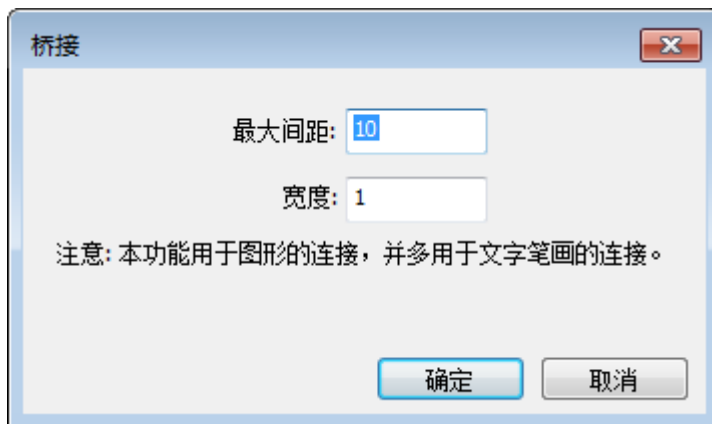 桥接
最大间距: 10
宽度: 1
注意: 本功能用于图形的连接，并多用于文字笔画的连接。
确定 取消